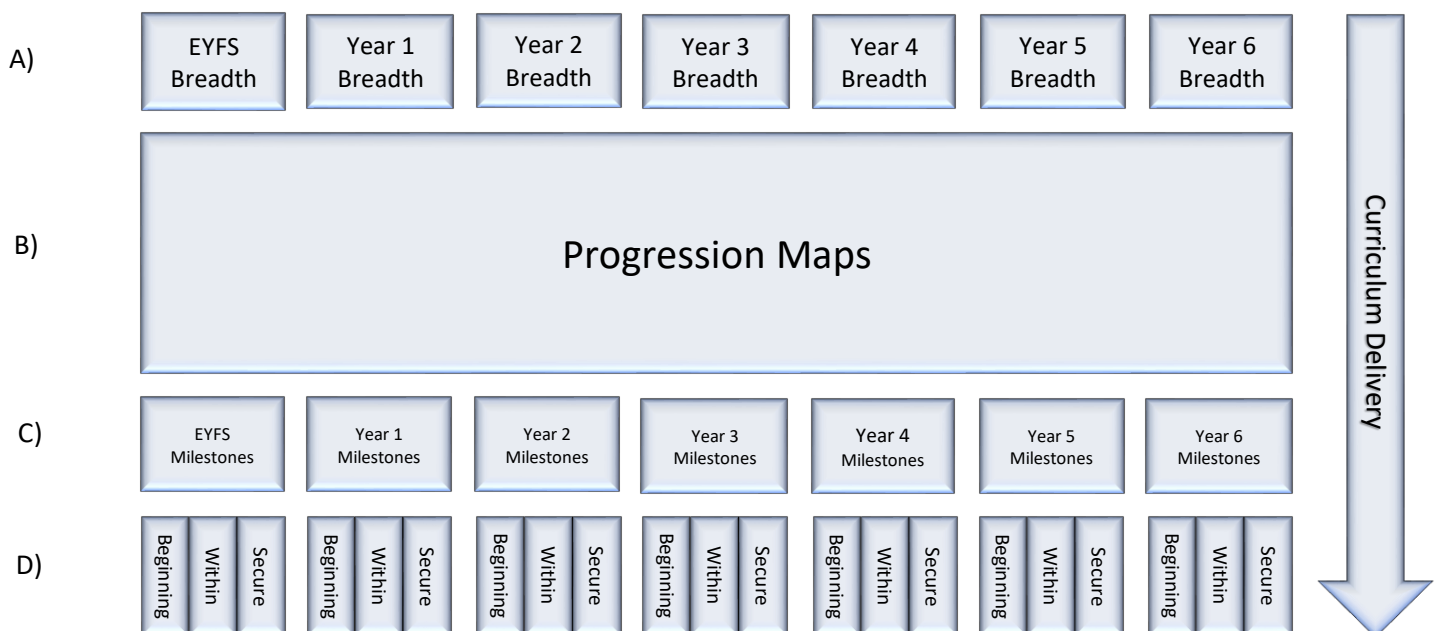 A)
EYFS
Breadth
Year 1
Breadth
Year 2
Breadth
Year 3
Breadth
Year 4
Breadth
Year 5
Breadth
Year 6
Breadth
B)
Progression Maps
C)
EYFS
Milestones
Year 1
Milestones
Year 2
Milestones
Year 3
Milestones
Year 4
Milestones
Year 5
Milestones
Year 6
Milestones
D)
Beginning
Within
Secure
Beginning
Within
Secure
Beginning
Within
Secure
Beginning
Within
Secure
Beginning
Within
Secure
Beginning
Within
Secure
Beginning
Within
Secure
Curriculum Delivery